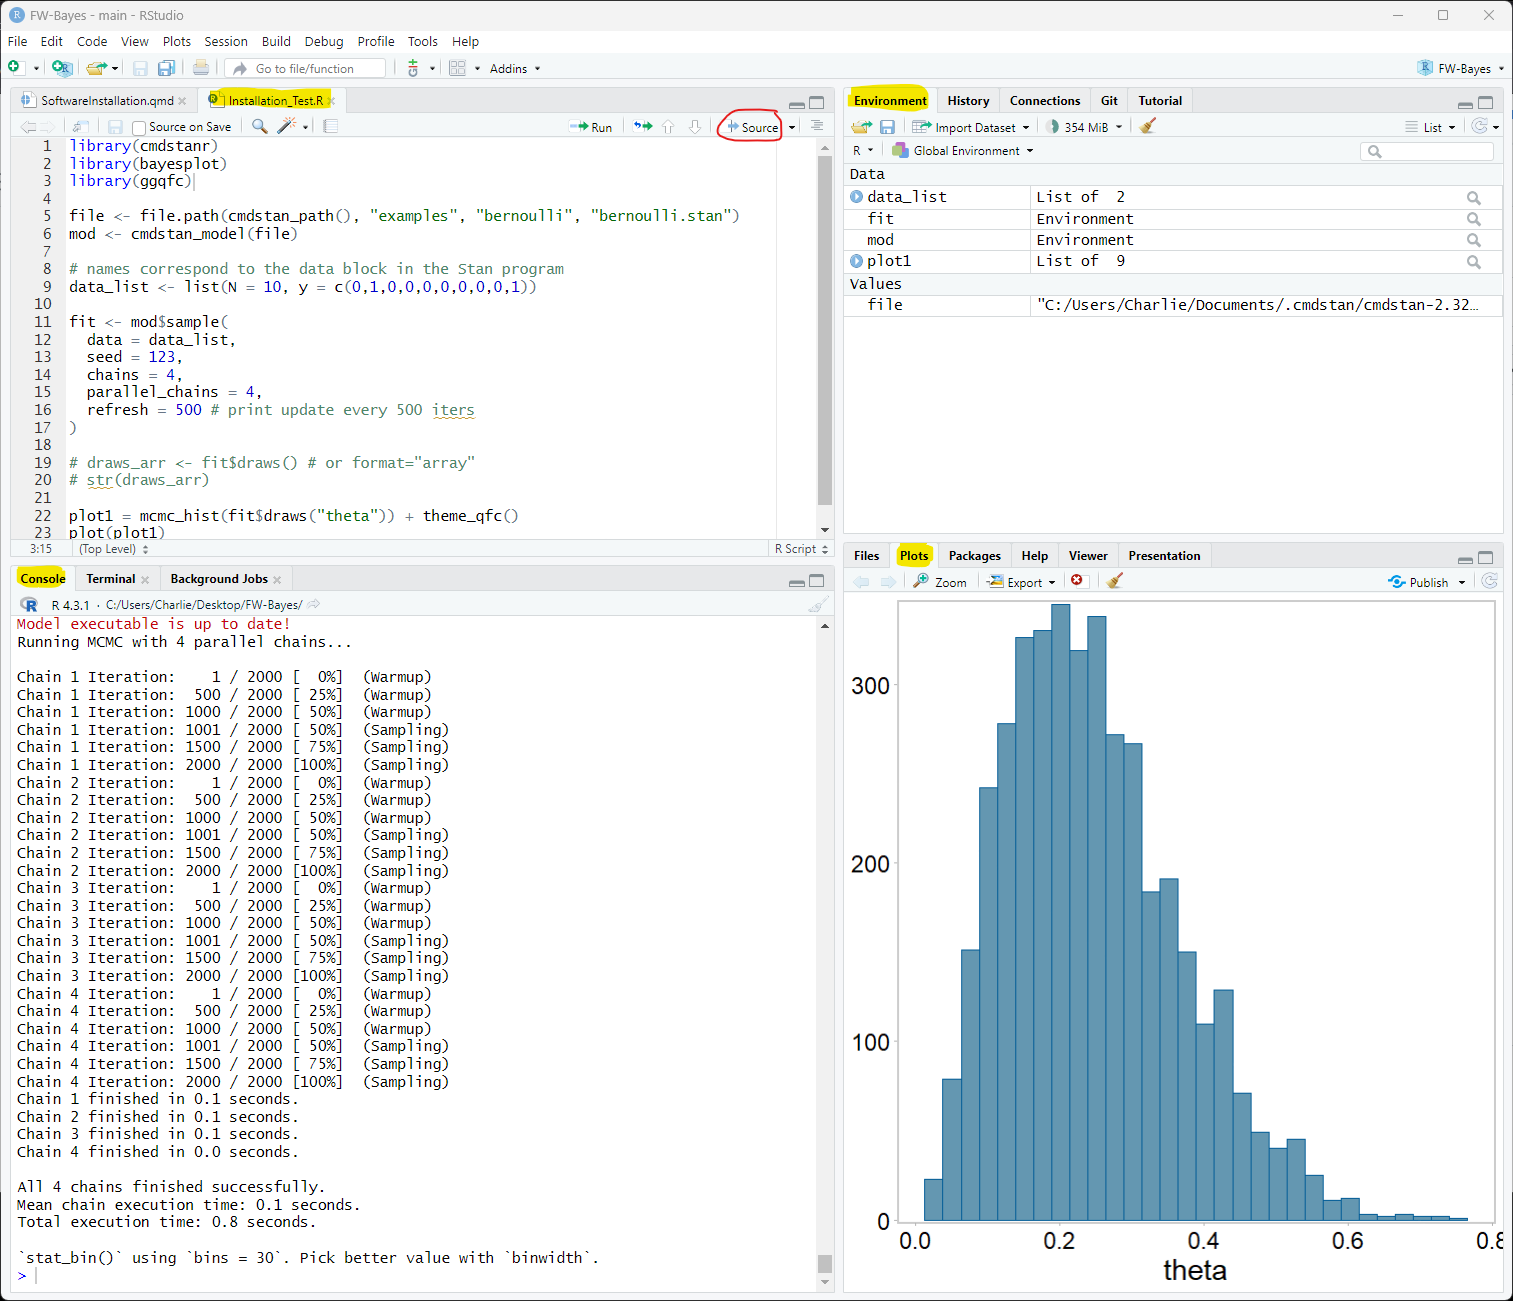 FW-Bayes - main - RStudio
File Edit Code View Plots Session Build Debug Profile Tools Help
Go to file/function Addins FW-Bayes
SoftwareInstallation.qmd Installation_Test.R
Source on Save Run Source
1 library(cmdstanr)
2 library(bayesplot)
3 library(ggqfc)
4
5 file <- file.path(cmdstan_path(), "examples", "bernoulli", "bernoulli.stan")
6 mod <- cmdstan_model(file)
7
8 # names correspond to the data block in the Stan program
9 data_list <- list(N = 10, y = c(0,1,0,0,0,0,0,0,0,1))
10
11 fit <- mod$sample(
12   data = data_list,
13   seed = 123,
14   chains = 4,
15   parallel_chains = 4,
16   refresh = 500 # print update every 500 iters
17 )
18
19 # draws_arr <- fit$draws() # or format="array"
20 # str(draws_arr)
21
22 plot1 = mcmc_hist(fit$draws("theta")) + theme_qfc()
23 plot(plot1)
3:15 (Top Level) R Script
Console Terminal Background Jobs
R 4.3.1 · C:/Users/Charlie/Desktop/FW-Bayes/
Model executable is up to date!
Running MCMC with 4 parallel chains...
Chain 1 Iteration:    1 / 2000 [  0%]  (Warmup)
Chain 1 Iteration:  500 / 2000 [ 25%]  (Warmup)
Chain 1 Iteration: 1000 / 2000 [ 50%]  (Warmup)
Chain 1 Iteration: 1001 / 2000 [ 50%]  (Sampling)
Chain 1 Iteration: 1500 / 2000 [ 75%]  (Sampling)
Chain 1 Iteration: 2000 / 2000 [100%]  (Sampling)
Chain 2 Iteration:    1 / 2000 [  0%]  (Warmup)
Chain 2 Iteration:  500 / 2000 [ 25%]  (Warmup)
Chain 2 Iteration: 1000 / 2000 [ 50%]  (Warmup)
Chain 2 Iteration: 1001 / 2000 [ 50%]  (Sampling)
Chain 2 Iteration: 1500 / 2000 [ 75%]  (Sampling)
Chain 2 Iteration: 2000 / 2000 [100%]  (Sampling)
Chain 3 Iteration:    1 / 2000 [  0%]  (Warmup)
Chain 3 Iteration:  500 / 2000 [ 25%]  (Warmup)
Chain 3 Iteration: 1000 / 2000 [ 50%]  (Warmup)
Chain 3 Iteration: 1001 / 2000 [ 50%]  (Sampling)
Chain 3 Iteration: 1500 / 2000 [ 75%]  (Sampling)
Chain 3 Iteration: 2000 / 2000 [100%]  (Sampling)
Chain 4 Iteration:    1 / 2000 [  0%]  (Warmup)
Chain 4 Iteration:  500 / 2000 [ 25%]  (Warmup)
Chain 4 Iteration: 1000 / 2000 [ 50%]  (Warmup)
Chain 4 Iteration: 1001 / 2000 [ 50%]  (Sampling)
Chain 4 Iteration: 1500 / 2000 [ 75%]  (Sampling)
Chain 4 Iteration: 2000 / 2000 [100%]  (Sampling)
Chain 1 finished in 0.1 seconds.
Chain 2 finished in 0.1 seconds.
Chain 3 finished in 0.1 seconds.
Chain 4 finished in 0.0 seconds.
All 4 chains finished successfully.
Mean chain execution time: 0.1 seconds.
Total execution time: 0.8 seconds.
`stat_bin()` using `bins = 30`. Pick better value with `binwidth`.
>
Environment History Connections Git Tutorial
Import Dataset 354 MiB List
R Global Environment
Data
data_list List of  2
fit Environment
mod Environment
plot1 List of  9
Values
file "C:/Users/Charlie/Documents/.cmdstan/cmdstan-2.32…
Files Plots Packages Help Viewer Presentation
Zoom Export Publish
300
200
100
0
0.0 0.2 0.4 0.6 0.8
theta